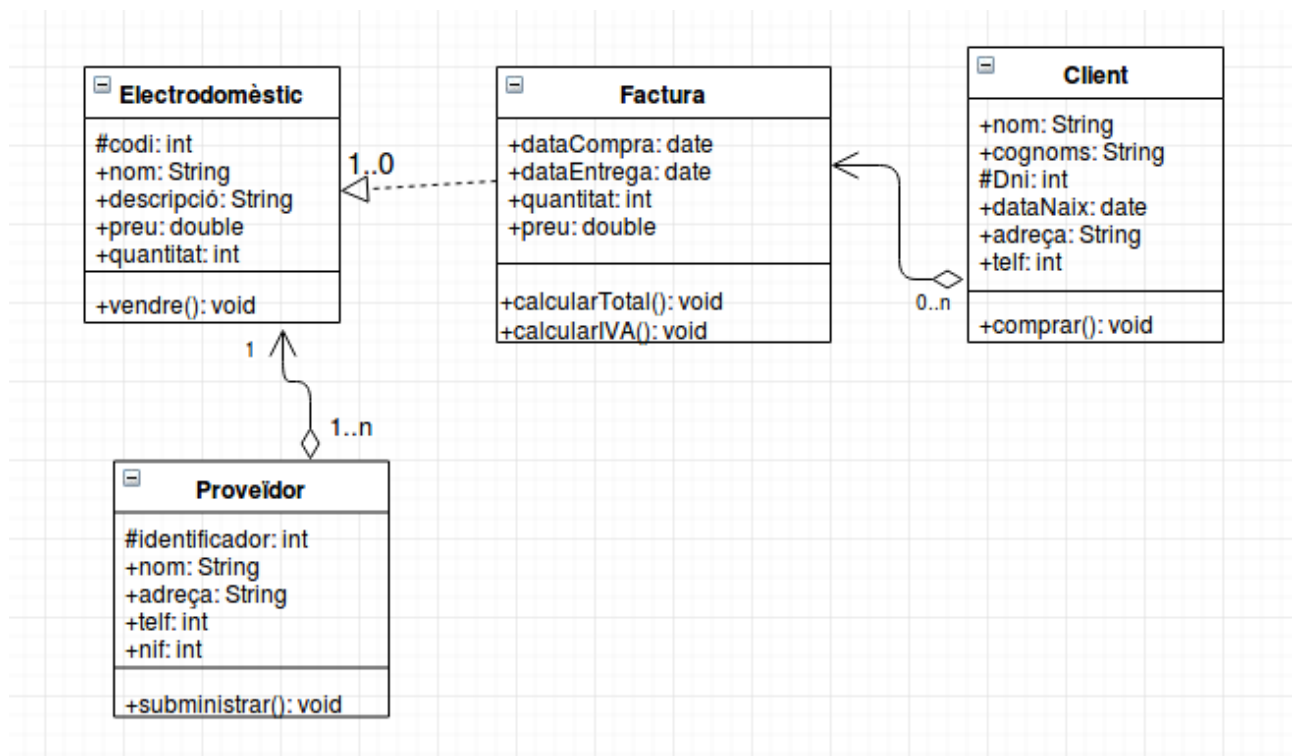 Electrodomèstic
#codi: int
+nom: String
+descripció: String
+preu: double
+quantitat: int
+vendre(): void
1..0
Factura
+dataCompra: date
+dataEntrega: date
+quantitat: int
+preu: double
+calcularTotal(): void
+calcularIVA(): void
0..n
Client
+nom: String
+cognoms: String
#Dni: int
+dataNaix: date
+adreça: String
+telf: int
+comprar(): void
1
1..n
Proveïdor
#identificador: int
+nom: String
+adreça: String
+telf: int
+nif: int
+subministrar(): void